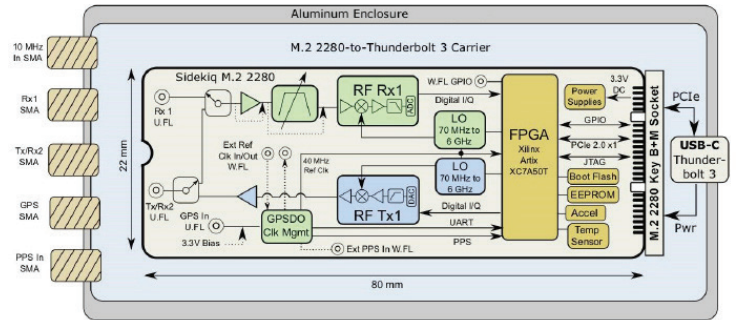 Aluminum Enclosure
M.2 2280-to-Thunderbolt 3 Carrier
10 MHz
In SMA
Rx1
SMA
Tx/Rx2
SMA
GPS
SMA
PPS In
SMA
22 mm
Sidekiq M.2 2280
Rx 1
U.FL
RF Rx1
ADC
W.FL GPIO
Digital I/Q
LO
70 MHz to
6 GHz
LO
70 MHz to
6 GHz
Ext Ref
Clk In/Out
W.FL
40 MHz
Ref Clk
Tx/Rx2
U.FL
GPS In
U.FL
3.3V Bias
GPSDO
Clk Mgmt
DAC
RF Tx1
Digital I/Q
UART
PPS
Ext PPS In W.FL
FPGA
Xilinx
Artix
XC7A50T
Power
Supplies
3.3V
DC
GPIO
PCIe 2.0 x1
JTAG
Boot Flash
EEPROM
Accel
Temp
Sensor
M.2 2280 Key B+M Socket
PCIe
USB-C
Thunder-
bolt 3
Pwr
80 mm